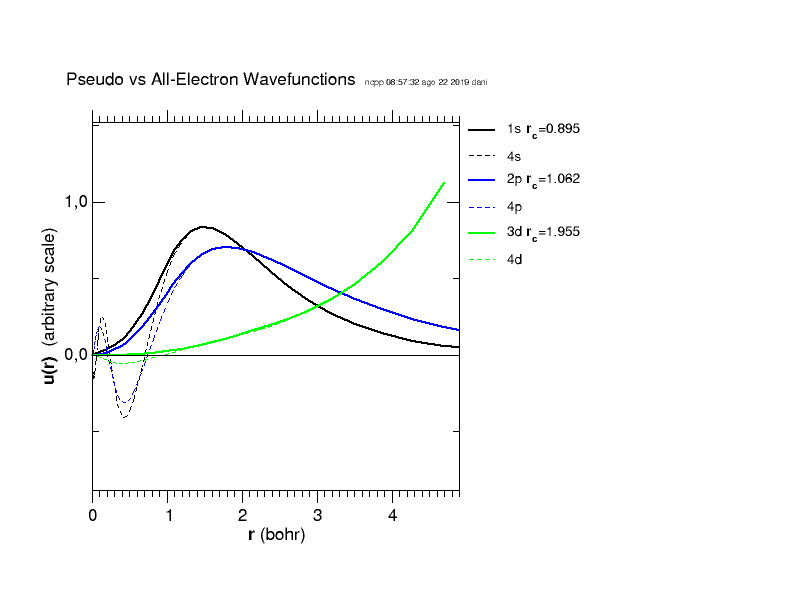 Pseudo vs All-Electron Wavefunctions ncpp 08:57:32 ago 22 2019 dani
1s rc=0.895
4s
2p rc=1.062
4p
3d rc=1.955
4d
1,0
0,0
u(r) (arbitrary scale)
0 1 2 3 4
r (bohr)